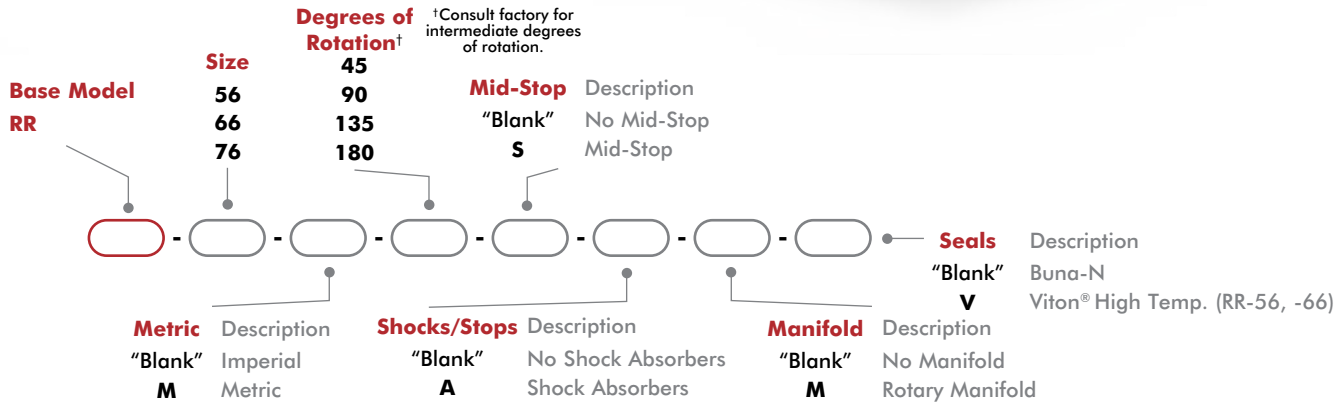 Degrees of
Rotation†
45
90
135
180
†Consult factory for
intermediate degrees
of rotation.
Size
56
66
76
Base Model
RR
Mid-Stop Description
"Blank" No Mid-Stop
S Mid-Stop
- - - - - - -
Seals Description
"Blank" Buna-N
V Viton® High Temp. (RR-56, -66)
Metric Description
"Blank" Imperial
M Metric
Shocks/Stops Description
"Blank" No Shock Absorbers
A Shock Absorbers
Manifold Description
"Blank" No Manifold
M Rotary Manifold